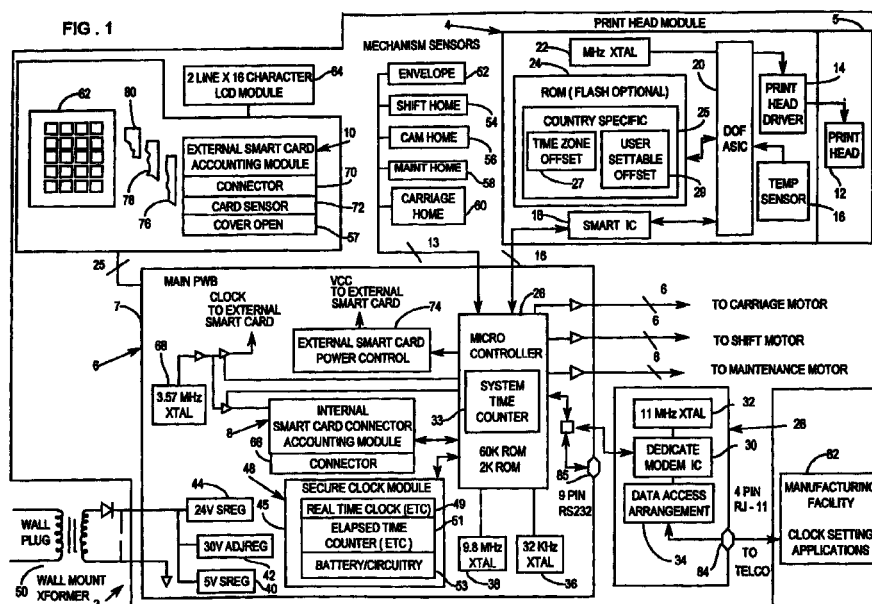 FIG. 1
4
PRINT HEAD MODULE
5
MECHANISM SENSORS
22
MHz XTAL
24
20
14
62
80
2 LINE X 16 CHARACTER
LCD MODULE
64
ENVELOPE
62
ROM ( FLASH OPTIONAL)
PRINT
HEAD
DRIVER
SHIFT HOME
54
COUNTRY SPECIFIC
25
EXTERNAL SMART CARD
ACCOUNTING MODULE
10
CAM HOME
56
TIME ZONE
OFFSET
USER
SETTABLE
OFFSET
DOF
ASIC
PRINT
HEAD
78
CONNECTOR
70
MAINT HOME
58
27
29
12
76
CARD SENSOR
72
CARRIAGE HOME
60
18
SMART IC
TEMP
SENSOR
16
COVER OPEN
57
25
13
16
7
MAIN PWB
CLOCK
TO EXTERNAL
SMART CARD
VCC
TO EXTERNAL
SMART CARD
26
6
TO CARRIAGE MOTOR
74
6
TO SHIFT MOTOR
6
68
EXTERNAL SMART CARD
POWER CONTROL
MICRO
CONTROLLER
6
TO MAINTENANCE MOTOR
3.57 MHz
XTAL
SYSTEM
TIME
COUNTER
33
INTERNAL
SMART CARD CONNECTOR
ACCOUNTING MODULE
8
11 MHz XTAL
32
28
66
CONNECTOR
60K ROM
2K ROM
DEDICATE
MODEM IC
30
82
44
48
SECURE CLOCK MODULE
85
9 PIN
RS232
DATA ACCESS
ARRANGEMENT
4 PIN
RJ - 11
MANUFACTURING
FACILITY
24V SREG
45
REAL TIME CLOCK (ETC)
49
WALL
PLUG
ELAPSED TIME
COUNTER ( ETC )
51
CLOCK SETTING
APPLICATIONS
30V ADJREG
42
9.8 MHz
XTAL
32 KHz
XTAL
34
TO
TELCO
84
50
WALL MOUNT
XFORMER
5V SREG
40
BATTERY/CIRCUITRY
53
38
36